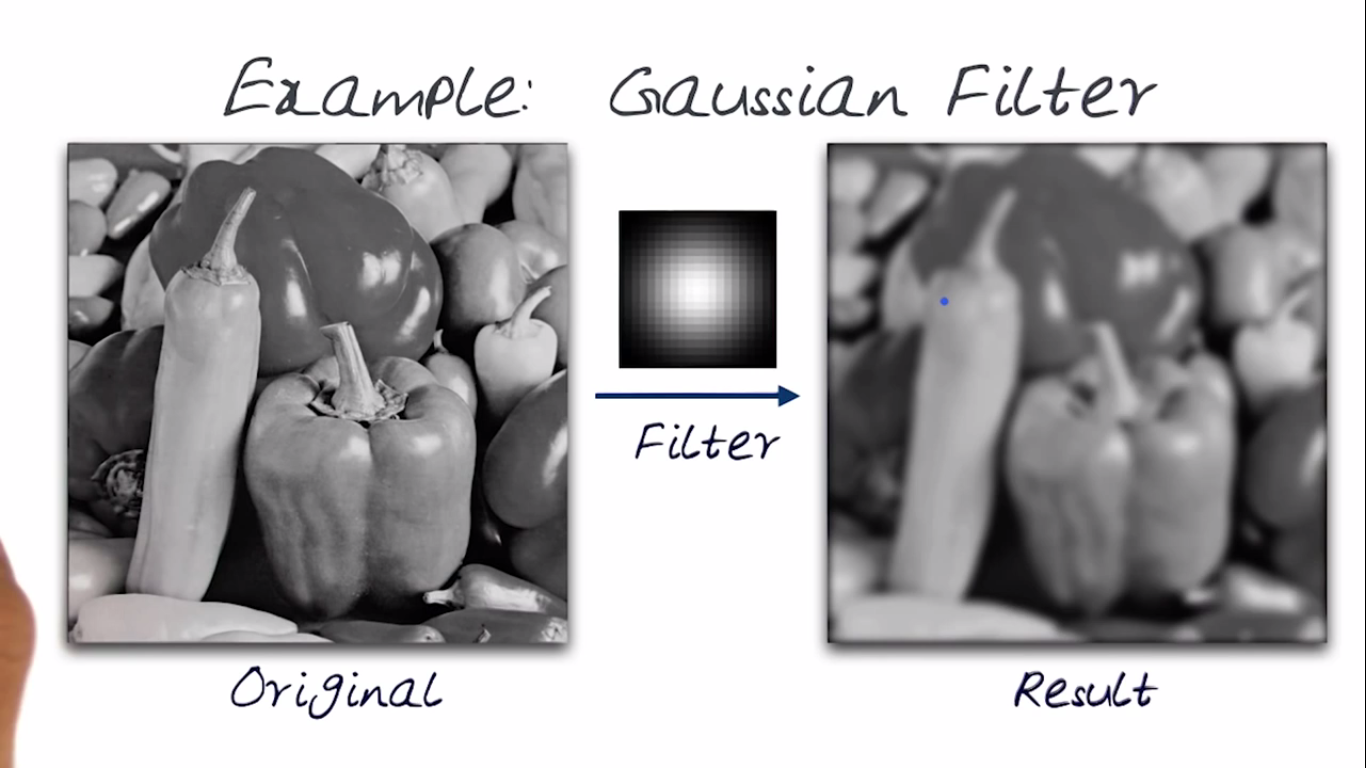 Example: Gaussian Filter
Filter
Original
Result